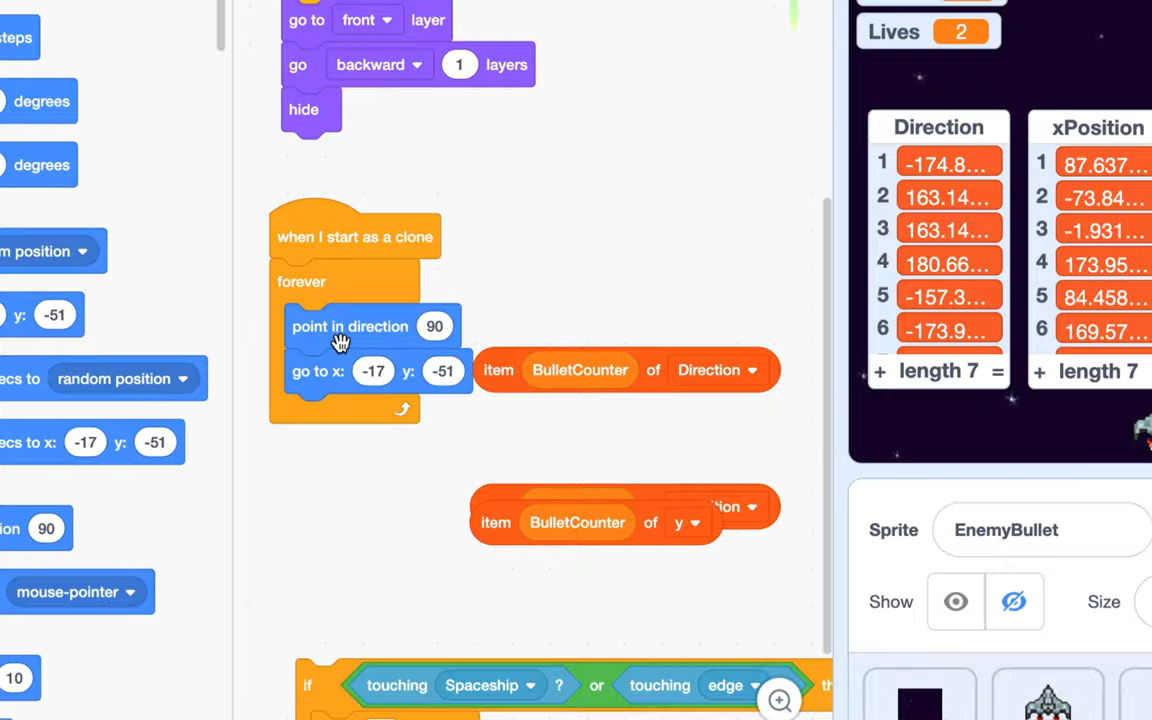 steps
degrees
degrees
m position
y: -51
ecs to random position
ecs to x: -17 y: -51
ion 90
mouse-pointer
10
go to front layer
go backward 1 layers
hide
when I start as a clone
forever
point in direction 90
go to x: -17 y: -51
item BulletCounter of Direction
tion
item BulletCounter of y
if touching Spaceship ? or touching edge th
Lives 2
Direction
1 -174.8...
2 163.14...
3 163.14...
4 180.66...
5 -157.3...
6 -173.9...
+ length 7 =
xPosition
1 87.637...
2 -73.84...
3 -1.931...
4 173.95...
5 84.458...
6 169.57...
+ length 7
Sprite EnemyBullet
Show Size